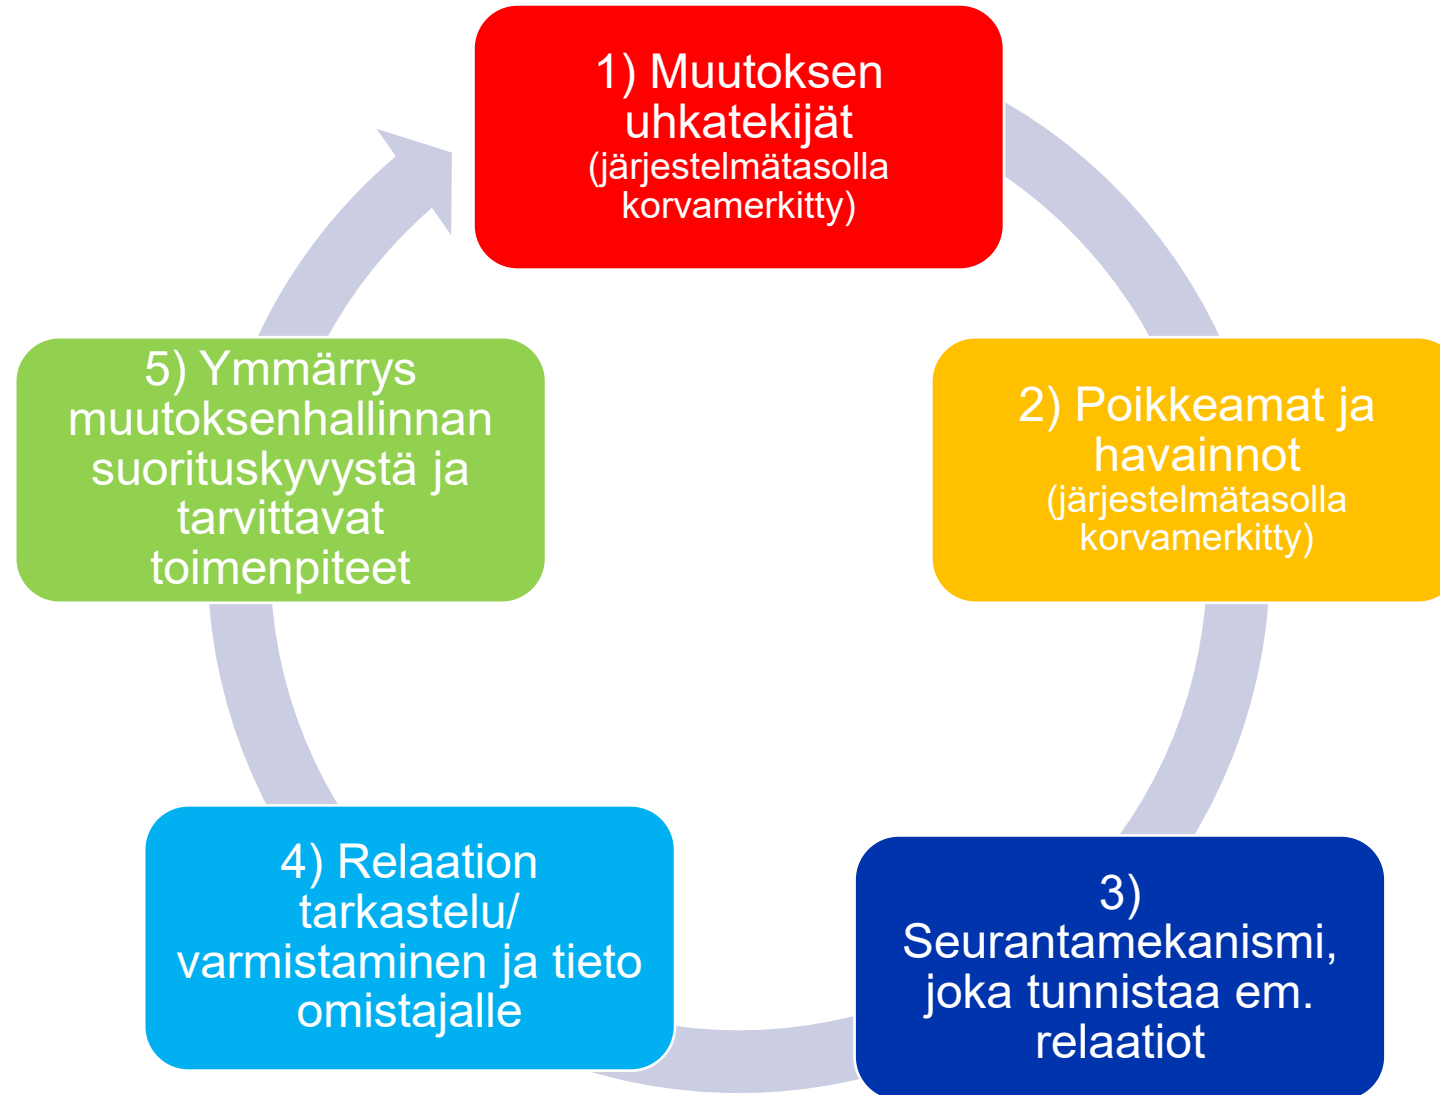 1) Muutoksen
uhkatekijät
(järjestelmätasolla
korvamerkitty)
2) Poikkeamat ja
havainnot
(järjestelmätasolla
korvamerkitty)
3)
Seurantamekanismi,
joka tunnistaa em.
relaatiot
4) Relaation
tarkastelu/
varmistaminen ja tieto
omistajalle
5) Ymmärrys
muutoksenhallinnan
suorituskyvystä ja
tarvittavat
toimenpiteet